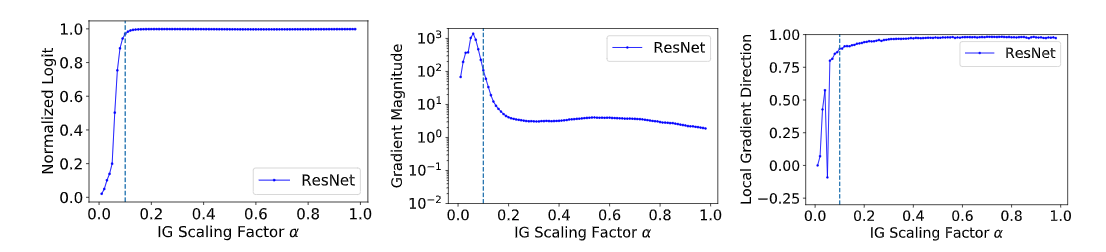 Normalized Logit
1.0
0.8
0.6
0.4
0.2
0.0
ResNet
0.0 0.2 0.4 0.6 0.8 1.0
IG Scaling Factor α
Gradient Magnitude
10³
10²
10¹
10⁰
10⁻¹
10⁻²
ResNet
0.0 0.2 0.4 0.6 0.8 1.0
IG Scaling Factor α
Local Gradient Direction
1.00
0.75
0.50
0.25
0.00
−0.25
ResNet
0.0 0.2 0.4 0.6 0.8 1.0
IG Scaling Factor α